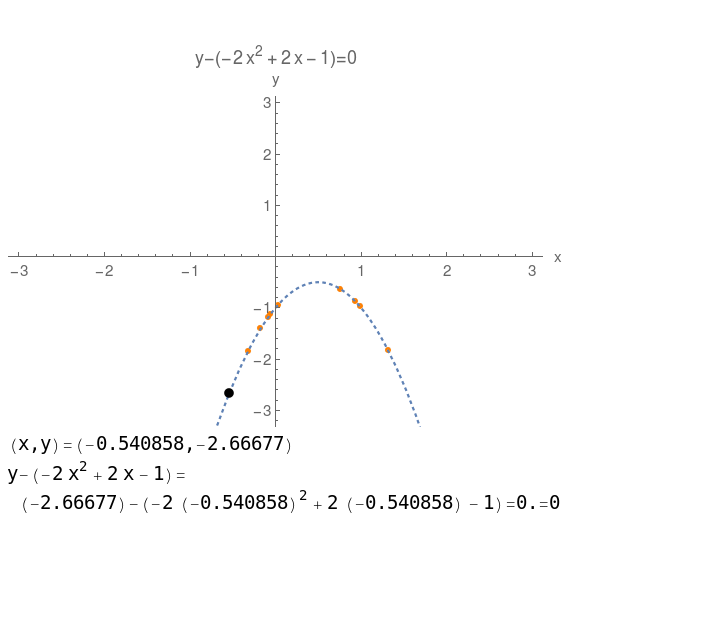 y−(−2x²+2x−1)=0
y
3
2
1
−3 −2 −1 1 2 3 x
−1
−2
−3
(x,y)=(−0.540858,−2.66677)
y−(−2x²+2x−1)=
(−2.66677)−(−2 (−0.540858)²+2 (−0.540858)−1)=0.=0